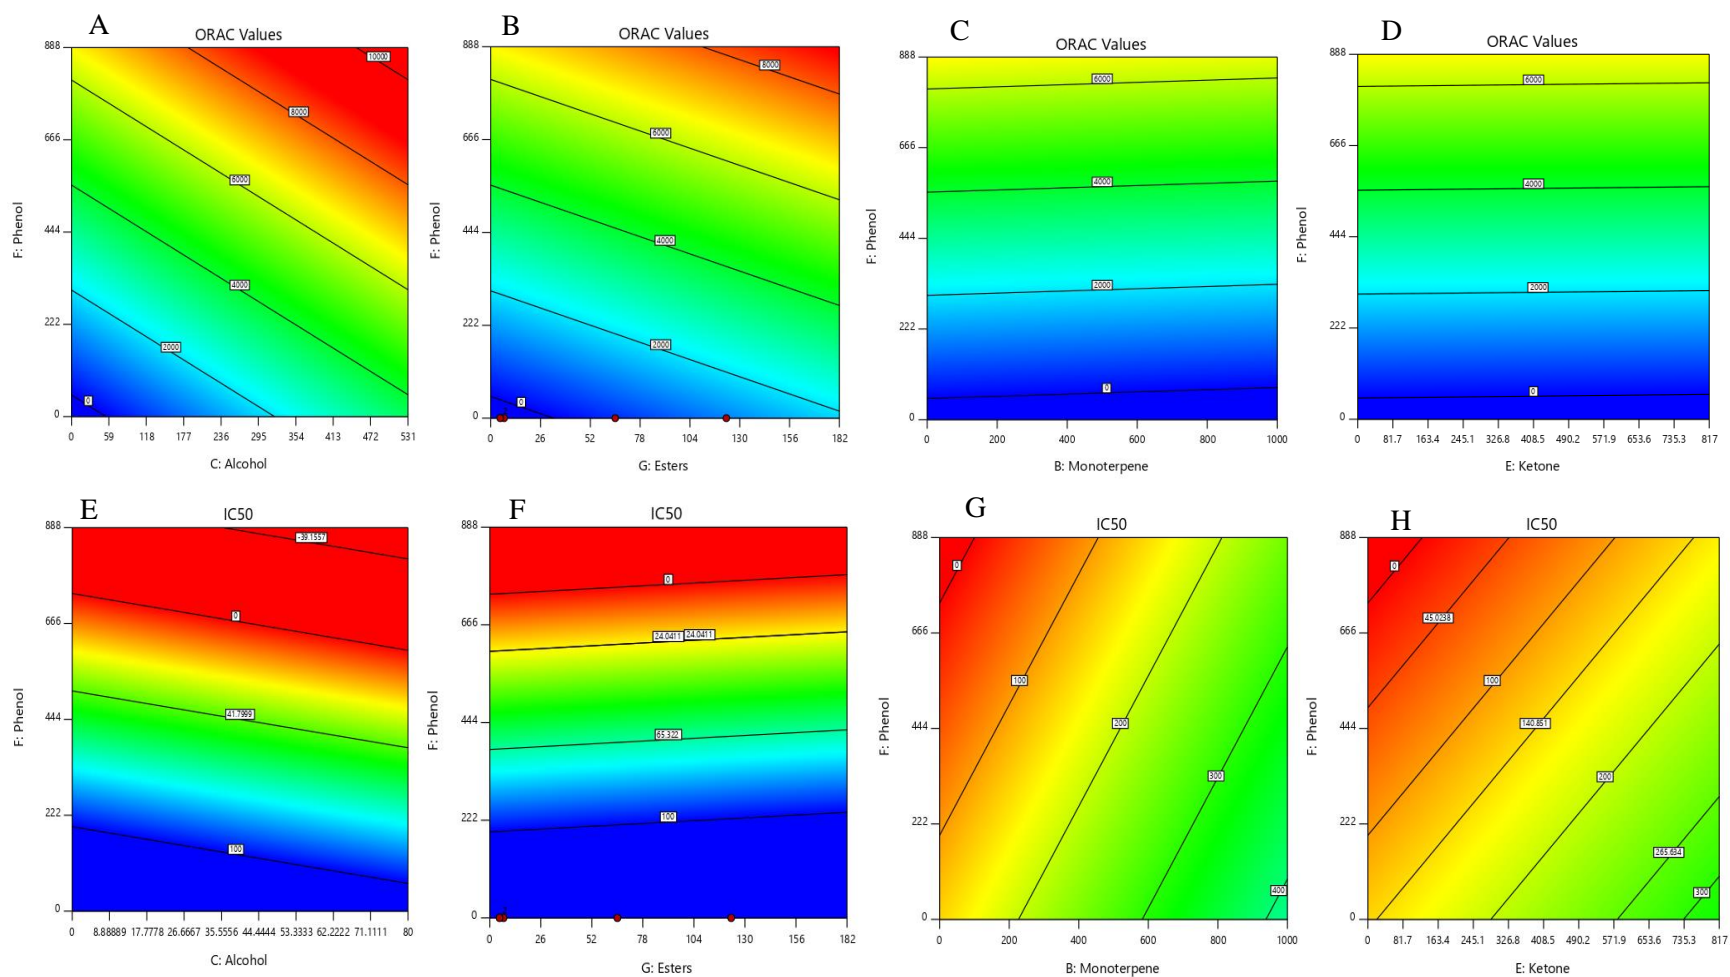 A
ORAC Values
888
666
444
222
0
F: Phenol
10000
8000
6000
4000
2000
0
0 59 118 177 236 295 354 413 472 531
C: Alcohol
B
ORAC Values
888
666
444
222
0
F: Phenol
8000
6000
4000
2000
0
0 26 52 78 104 130 156 182
G: Esters
C
ORAC Values
888
666
444
222
0
F: Phenol
6000
4000
2000
0
0 200 400 600 800 1000
B: Monoterpene
D
ORAC Values
888
666
444
222
0
F: Phenol
6000
4000
2000
0
0 81.7 163.4 245.1 326.8 408.5 490.2 571.9 653.6 735.3 817
E: Ketone
E
IC50
888
666
444
222
0
F: Phenol
-39.1557
0
41.7999
100
0 8.88889 17.7778 26.6667 35.5556 44.4444 53.3333 62.2222 71.1111 80
C: Alcohol
F
IC50
888
666
444
222
0
F: Phenol
0
24.0411 24.0411
65.322
100
0 26 52 78 104 130 156 182
G: Esters
G
IC50
888
666
444
222
0
F: Phenol
0
100
200
300
400
0 200 400 600 800 1000
B: Monoterpene
H
IC50
888
666
444
222
0
F: Phenol
0
45.0238
100
140.851
200
265.634
300
0 81.7 163.4 245.1 326.8 408.5 490.2 571.9 653.6 735.3 817
E: Ketone